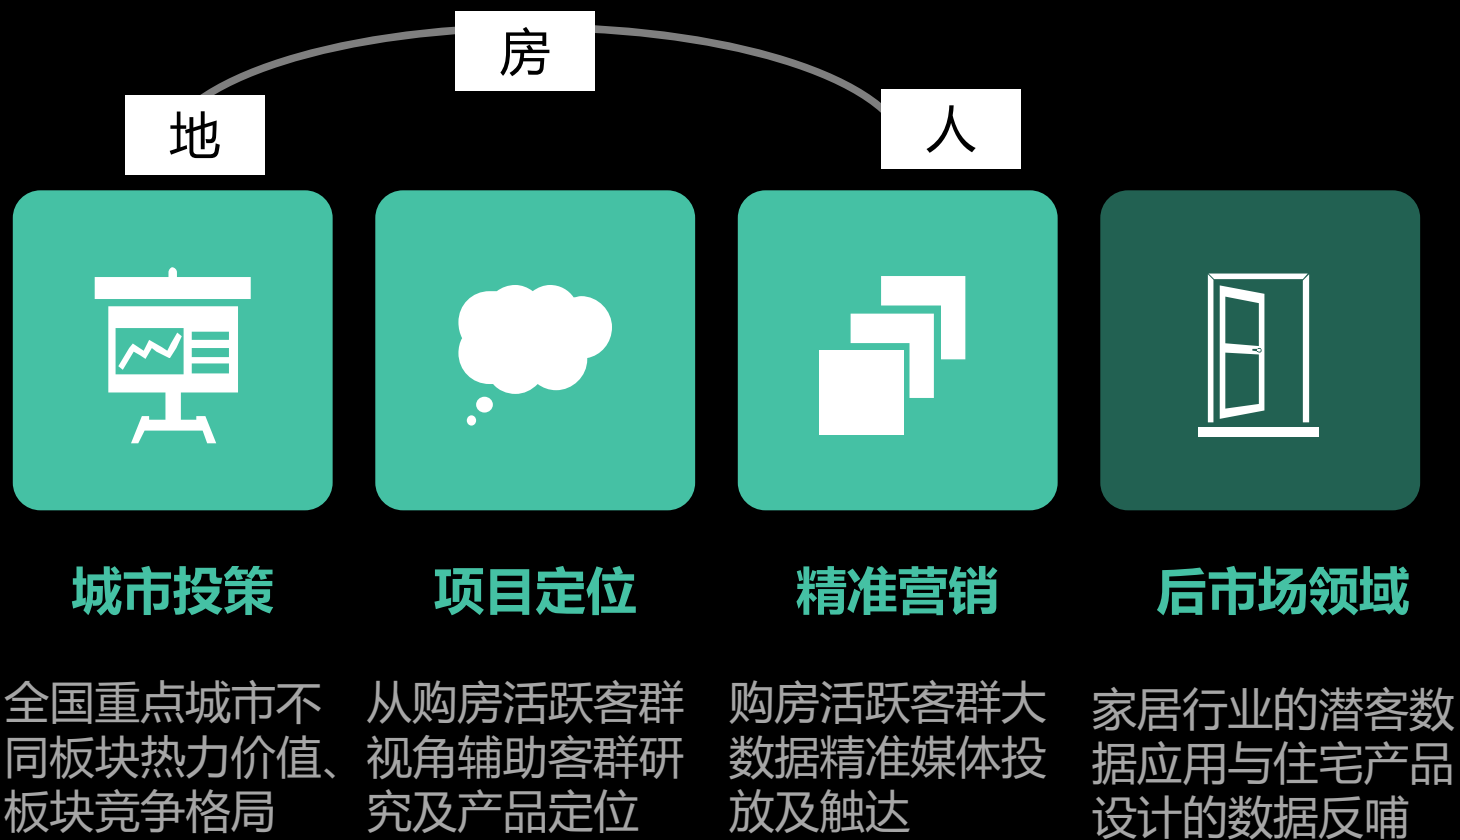 房
地
人
城市投策
项目定位
精准营销
后市场领域
全国重点城市不
同板块热力价值、
板块竞争格局
从购房活跃客群
视角辅助客群研
究及产品定位
购房活跃客群大
数据精准媒体投
放及触达
家居行业的潜客数
据应用与住宅产品
设计的数据反哺